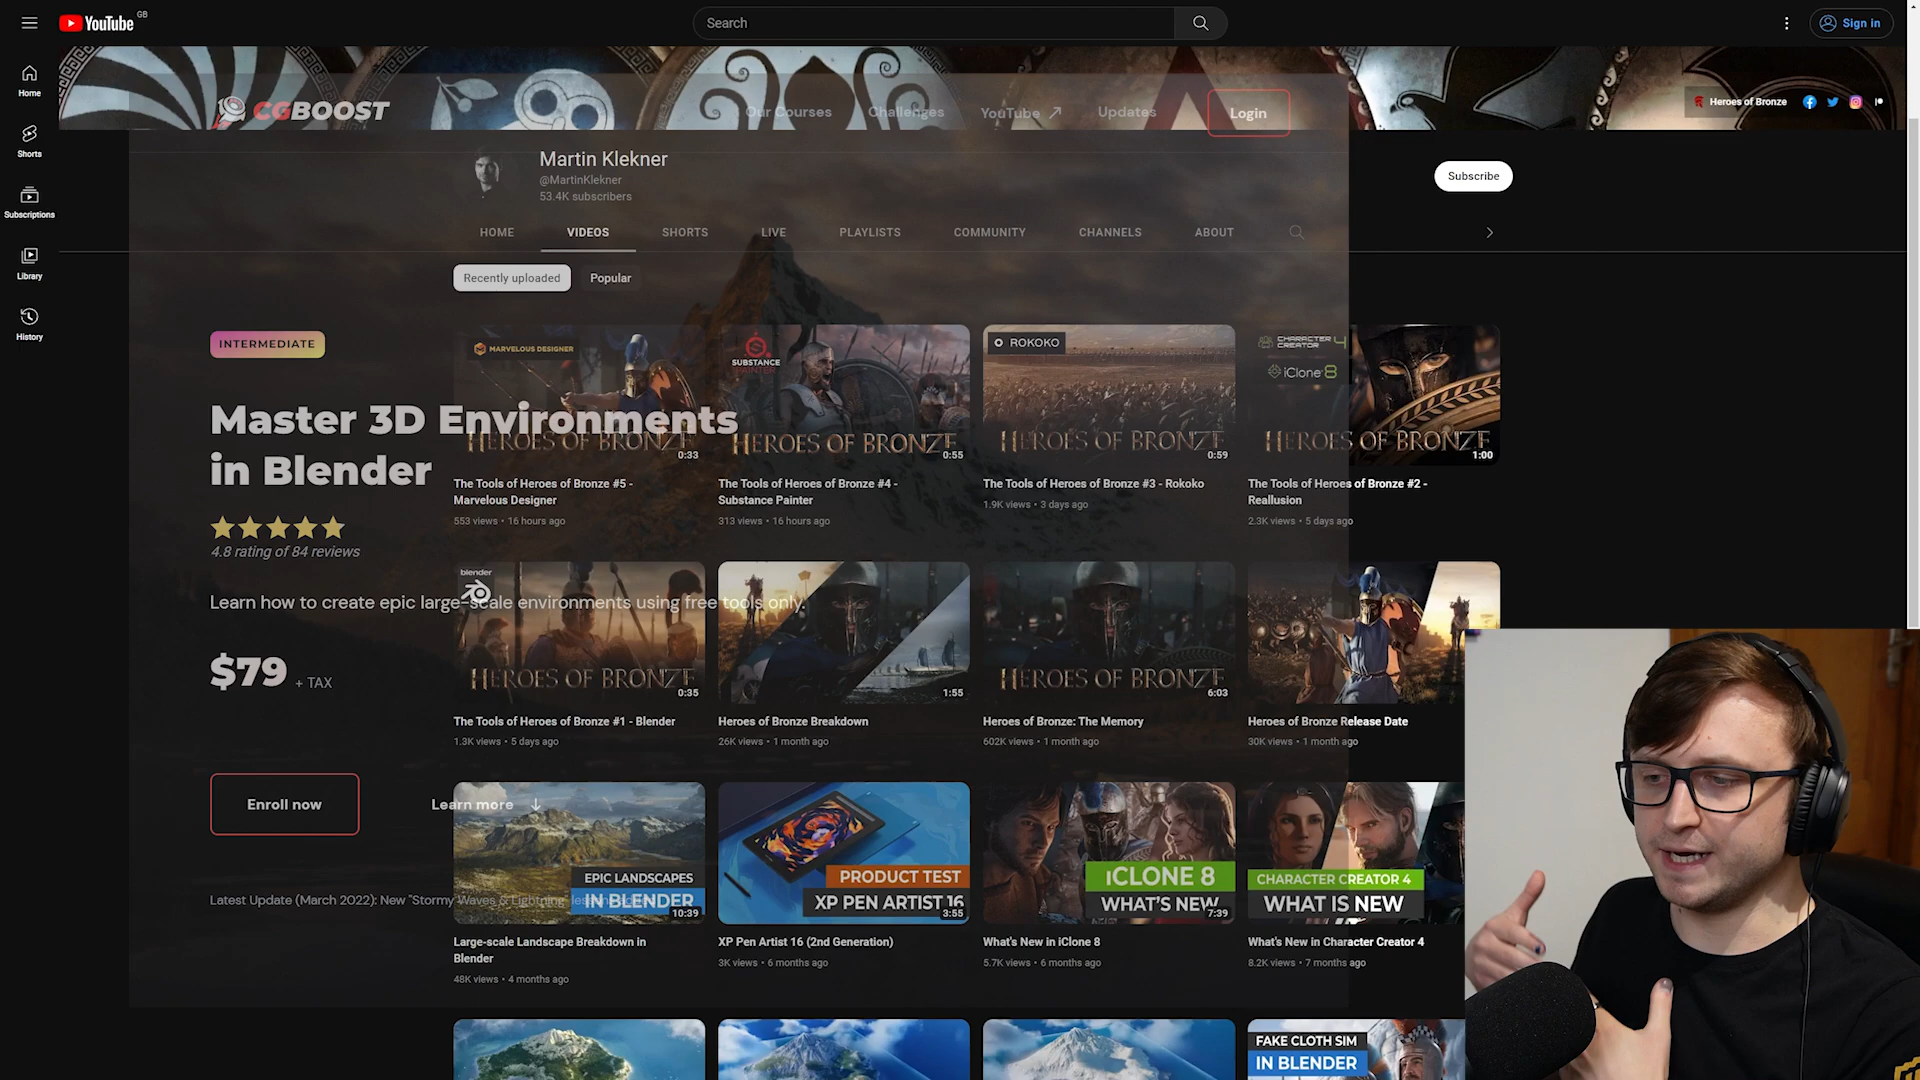 YouTube GB
Search
Sign in
Home
Shorts
Subscriptions
Library
History
CGBOOST
Our Courses
Challenges
YouTube
Updates
Login
Heroes of Bronze
Martin Klekner
@MartinKlekner
53.4K subscribers
Subscribe
HOME
VIDEOS
SHORTS
LIVE
PLAYLISTS
COMMUNITY
CHANNELS
ABOUT
Recently uploaded
Popular
INTERMEDIATE
Master 3D Environments
in Blender
4.8 rating of 84 reviews
Learn how to create epic large-scale environments using free tools only.
$79 + TAX
Enroll now
Learn more
Latest Update (March 2022): New "Stormy Waves & Lightning"
MARVELOUS DESIGNER
HEROES OF BRONZE
0:33
The Tools of Heroes of Bronze #5 -
Marvelous Designer
553 views • 16 hours ago
SUBSTANCE
PAINTER
HEROES OF BRONZE
0:55
The Tools of Heroes of Bronze #4 -
Substance Painter
313 views • 16 hours ago
ROKOKO
HEROES OF BRONZE
0:59
The Tools of Heroes of Bronze #3 - Rokoko
1.9K views • 3 days ago
CHARACTER
CREATOR 4
iClone 8
HEROES OF BRONZE
1:00
The Tools of Heroes of Bronze #2 -
Reallusion
2.3K views • 5 days ago
blender
HEROES OF BRONZE
0:35
The Tools of Heroes of Bronze #1 - Blender
1.3K views • 5 days ago
1:55
Heroes of Bronze Breakdown
26K views • 1 month ago
HEROES OF BRONZE
6:03
Heroes of Bronze: The Memory
602K views • 1 month ago
Heroes of Bronze Release Date
30K views • 1 month ago
EPIC LANDSCAPES
IN BLENDER
10:39
Large-scale Landscape Breakdown in
Blender
48K views • 4 months ago
PRODUCT TEST
XP PEN ARTIST 16
3:55
XP Pen Artist 16 (2nd Generation)
3K views • 6 months ago
iCLONE 8
WHAT'S NEW
7:39
What's New in iClone 8
5.7K views • 6 months ago
CHARACTER CREATOR 4
WHAT IS NEW
What's New in Character Creator 4
8.2K views • 7 months ago
FAKE CLOTH SIM
IN BLENDER